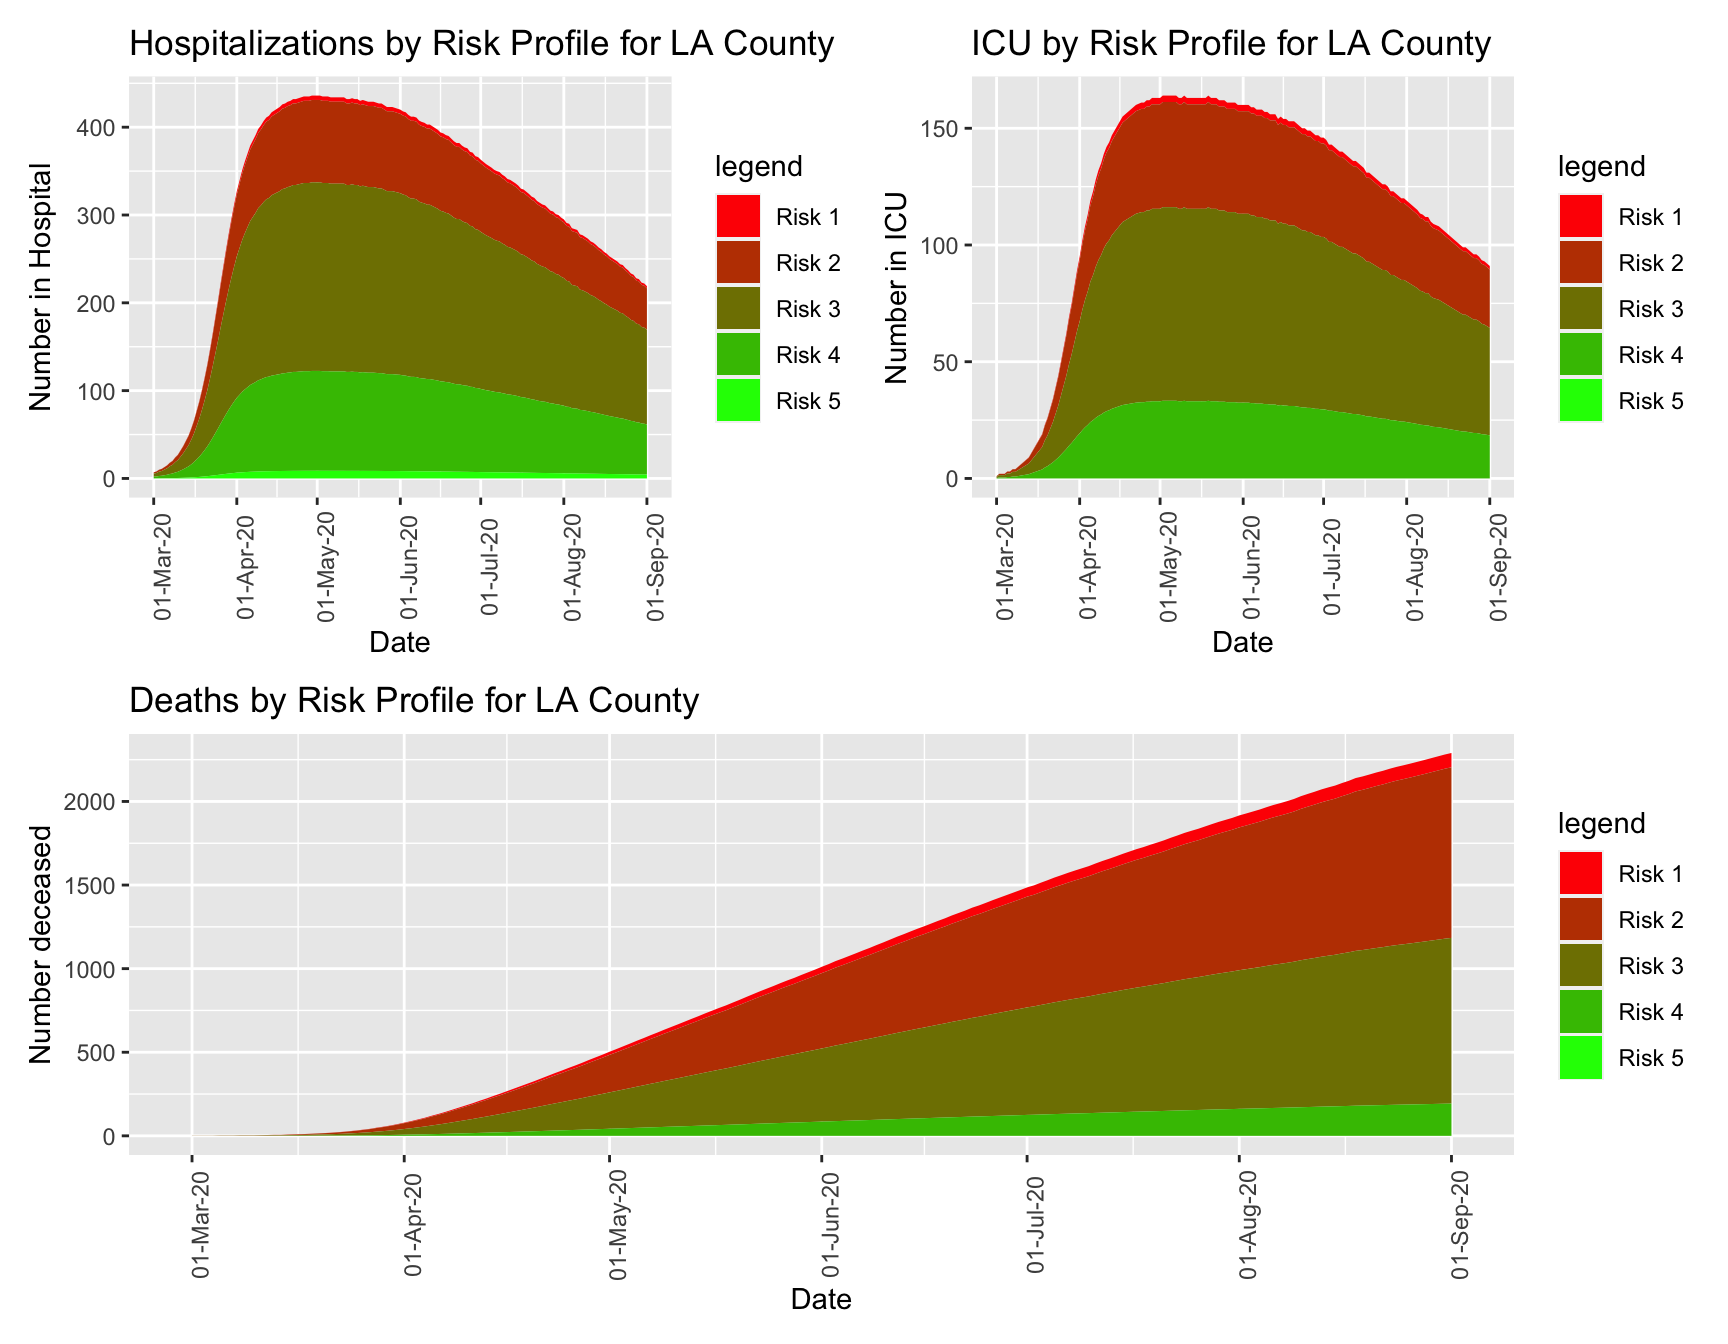 Hospitalizations by Risk Profile for LA County
Number in Hospital
400
300
200
100
0
01-Mar-20
01-Apr-20
01-May-20
01-Jun-20
01-Jul-20
01-Aug-20
01-Sep-20
Date
legend
Risk 1
Risk 2
Risk 3
Risk 4
Risk 5
ICU by Risk Profile for LA County
Number in ICU
150
100
50
0
01-Mar-20
01-Apr-20
01-May-20
01-Jun-20
01-Jul-20
01-Aug-20
01-Sep-20
Date
legend
Risk 1
Risk 2
Risk 3
Risk 4
Risk 5
Deaths by Risk Profile for LA County
Number deceased
2000
1500
1000
500
0
01-Mar-20
01-Apr-20
01-May-20
01-Jun-20
01-Jul-20
01-Aug-20
01-Sep-20
Date
legend
Risk 1
Risk 2
Risk 3
Risk 4
Risk 5